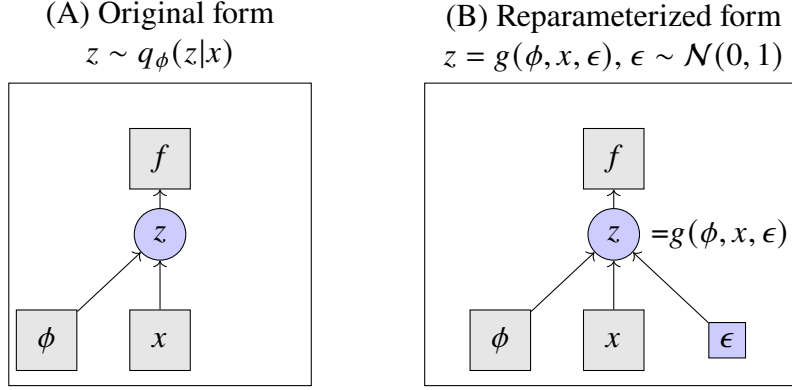 (A) Original form
z ∼ q_ϕ(z|x)
f
z
ϕ
x
(B) Reparameterized form
z = g(ϕ, x, ϵ), ϵ ∼ 𝒩(0, 1)
f
z
=g(ϕ, x, ϵ)
ϕ
x
ϵ